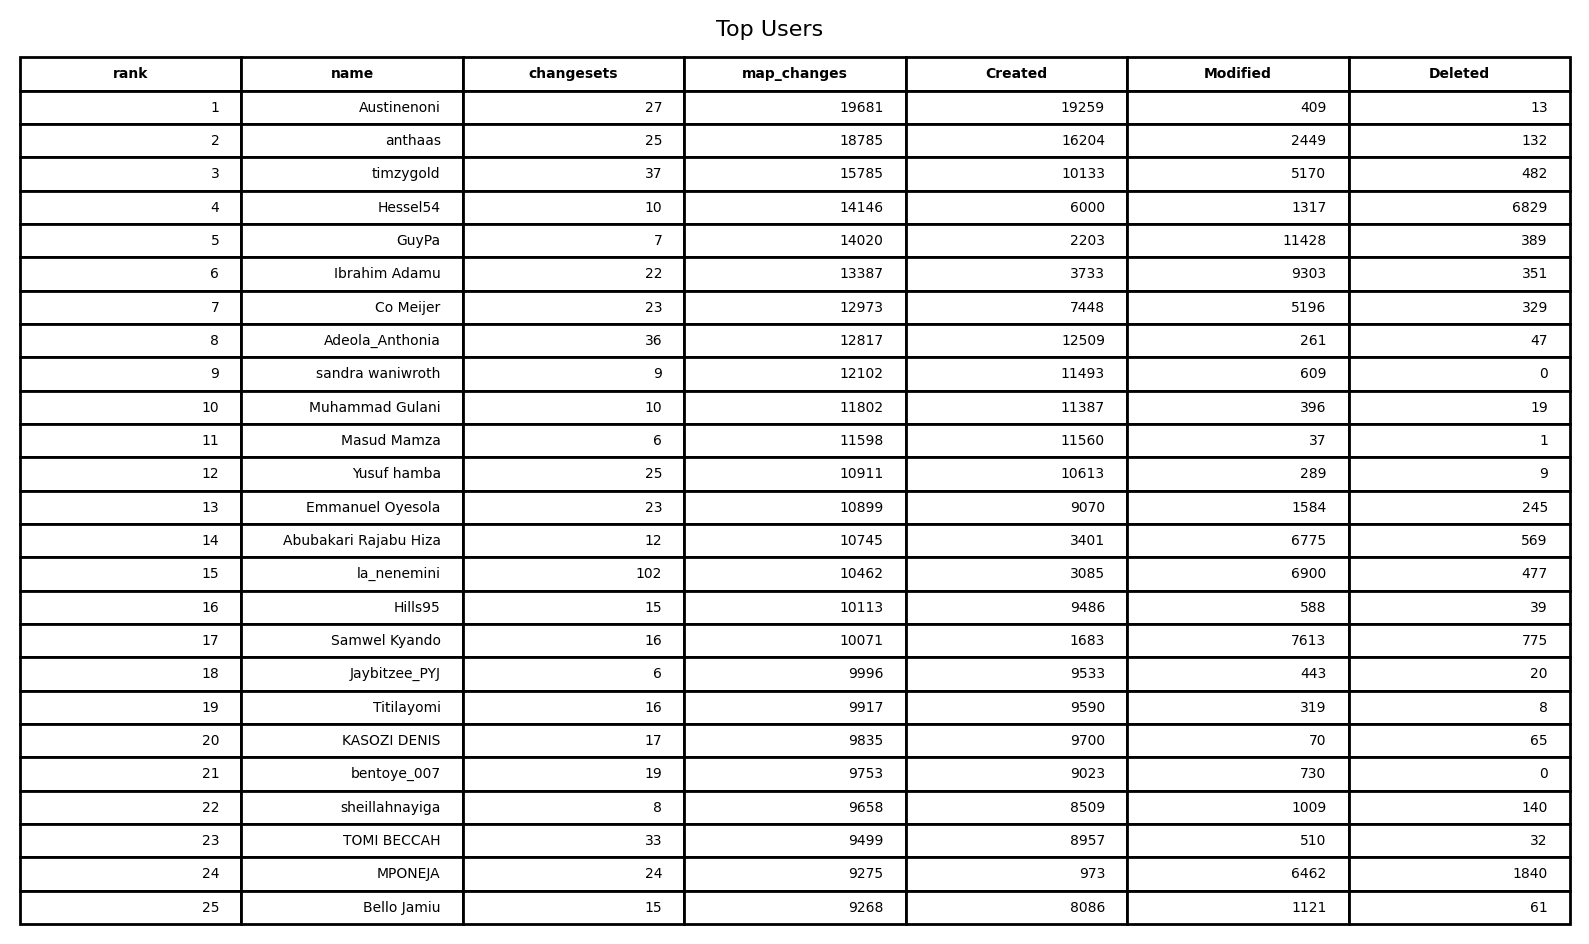 Top Users
rank name changesets map_changes Created Modified Deleted
1 Austinenoni 27 19681 19259 409 13
2 anthaas 25 18785 16204 2449 132
3 timzygold 37 15785 10133 5170 482
4 Hessel54 10 14146 6000 1317 6829
5 GuyPa 7 14020 2203 11428 389
6 Ibrahim Adamu 22 13387 3733 9303 351
7 Co Meijer 23 12973 7448 5196 329
8 Adeola_Anthonia 36 12817 12509 261 47
9 sandra waniwroth 9 12102 11493 609 0
10 Muhammad Gulani 10 11802 11387 396 19
11 Masud Mamza 6 11598 11560 37 1
12 Yusuf hamba 25 10911 10613 289 9
13 Emmanuel Oyesola 23 10899 9070 1584 245
14 Abubakari Rajabu Hiza 12 10745 3401 6775 569
15 la_nenemini 102 10462 3085 6900 477
16 Hills95 15 10113 9486 588 39
17 Samwel Kyando 16 10071 1683 7613 775
18 Jaybitzee_PYJ 6 9996 9533 443 20
19 Titilayomi 16 9917 9590 319 8
20 KASOZI DENIS 17 9835 9700 70 65
21 bentoye_007 19 9753 9023 730 0
22 sheillahnayiga 8 9658 8509 1009 140
23 TOMI BECCAH 33 9499 8957 510 32
24 MPONEJA 24 9275 973 6462 1840
25 Bello Jamiu 15 9268 8086 1121 61